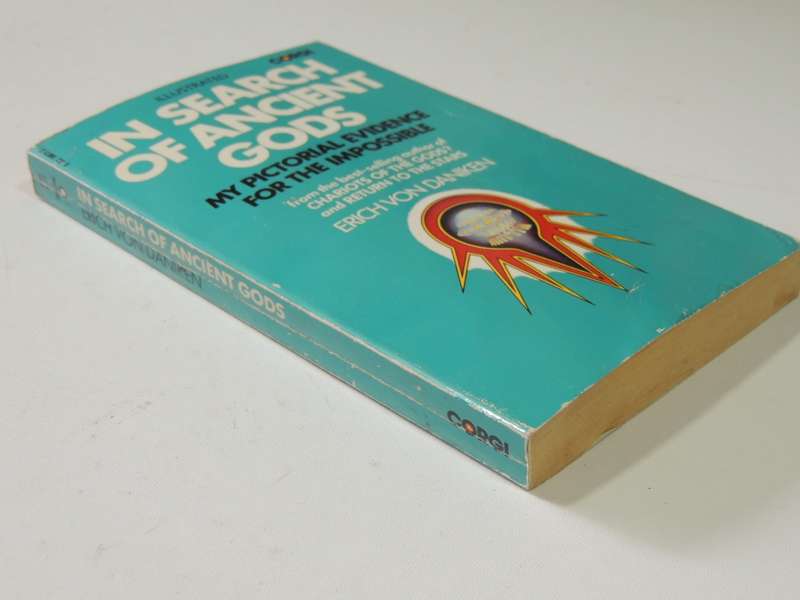 CORGI
ILLUSTRATED
IN SEARCH
OF ANCIENT
GODS
MY PICTORIAL EVIDENCE
FOR THE IMPOSSIBLE
from the best-selling author of
CHARIOTS OF THE GODS?
and RETURN TO THE STARS
ERICH VON DANIKEN
IN SEARCH OF ANCIENT GODS
ERICH VON DANIKEN
CORGI